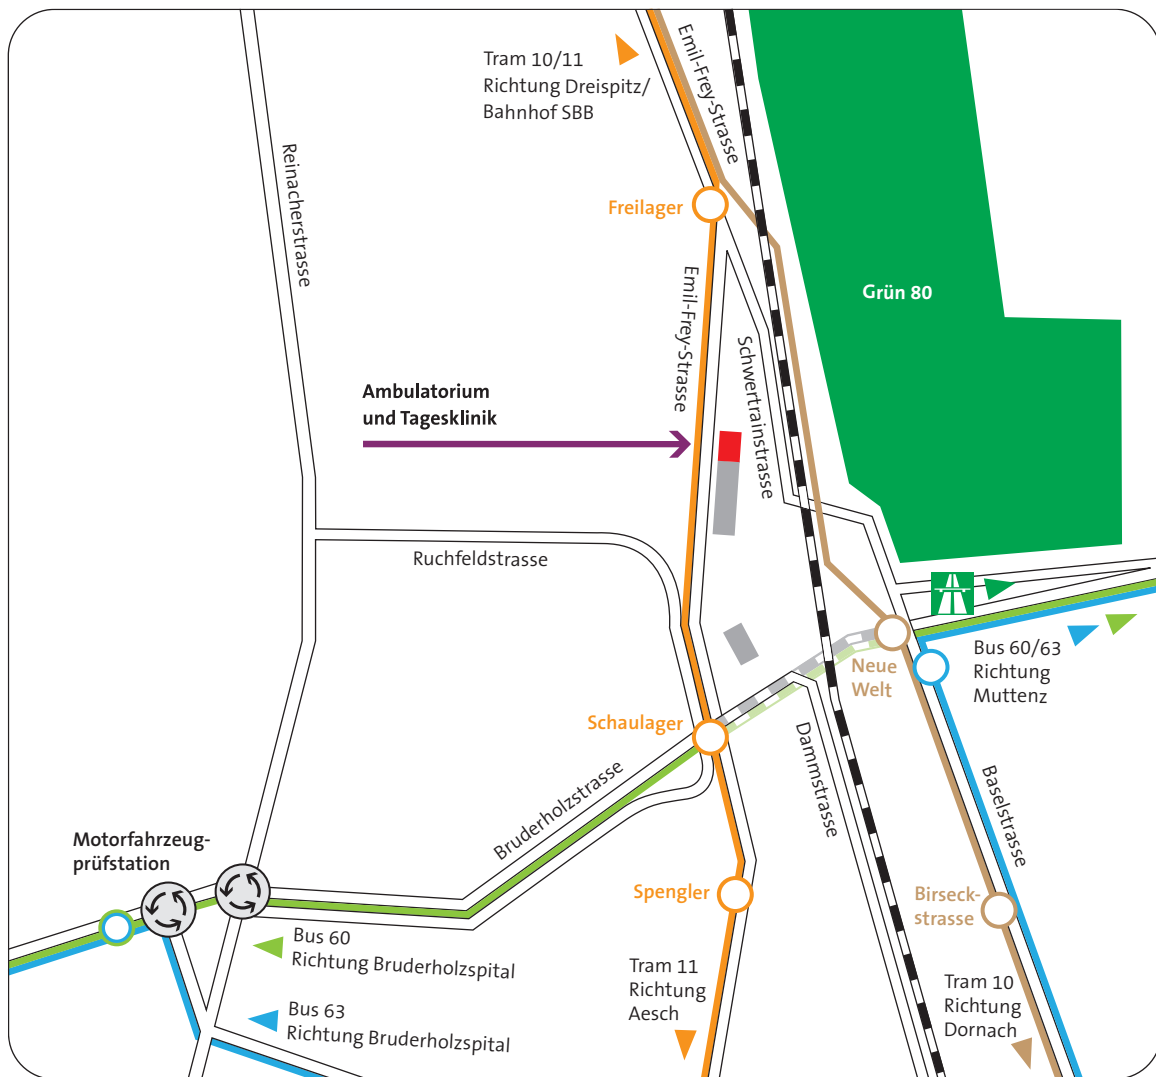 Tram 10/11
Richtung Dreispitz/
Bahnhof SBB
Emil-Frey-Strasse
Reinacherstrasse
Freilager
Grün 80
Emil-Frey-Strasse
Schwertrainstrasse
Ambulatorium
und Tagesklinik
Ruchfeldstrasse
Neue
Welt
Bus 60/63
Richtung
Muttenz
Schaulager
Dammstrasse
Baselstrasse
Bruderholzstrasse
Motorfahrzeug-
prüfstation
Spengler
Birseck-
strasse
Bus 60
Richtung Bruderholzspital
Tram 11
Richtung
Aesch
Tram 10
Richtung
Dornach
Bus 63
Richtung Bruderholzspital